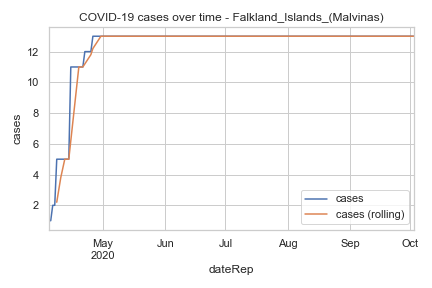 COVID-19 cases over time - Falkland_Islands_(Malvinas)
cases
12
10
8
6
4
2
cases
cases (rolling)
May Jun Jul Aug Sep Oct
2020
dateRep